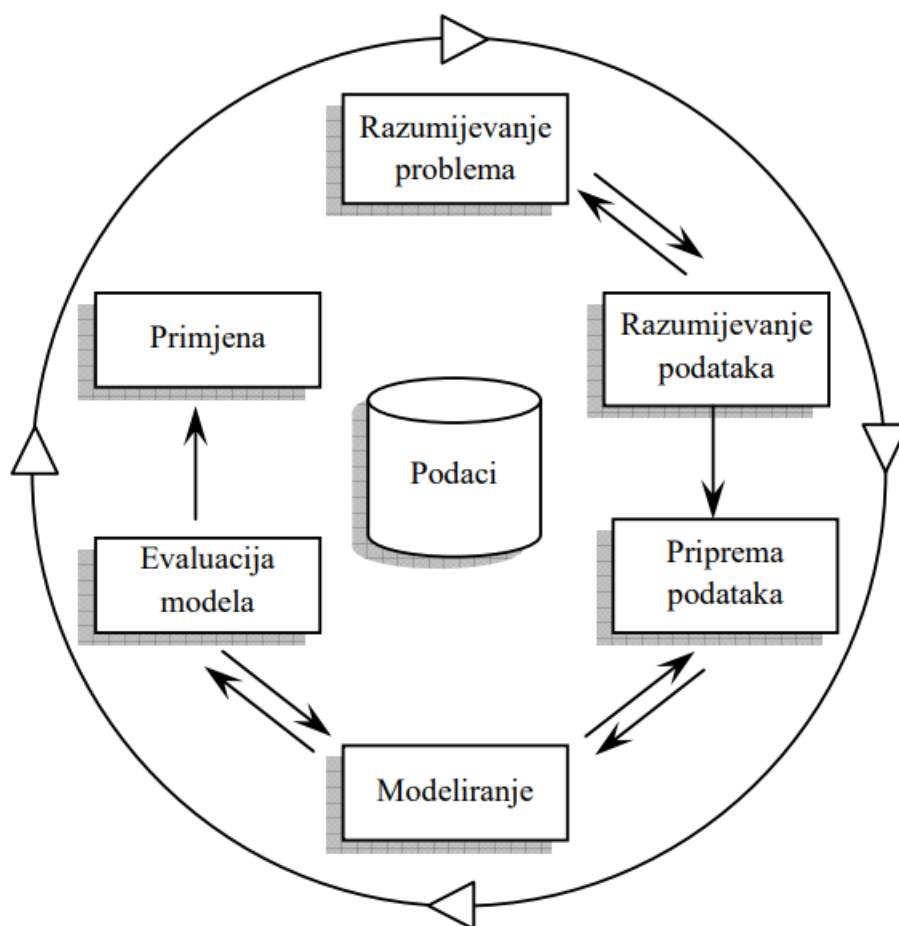 Razumijevanje
problema
Razumijevanje
podataka
Primjena
Podaci
Priprema
podataka
Evaluacija
modela
Modeliranje